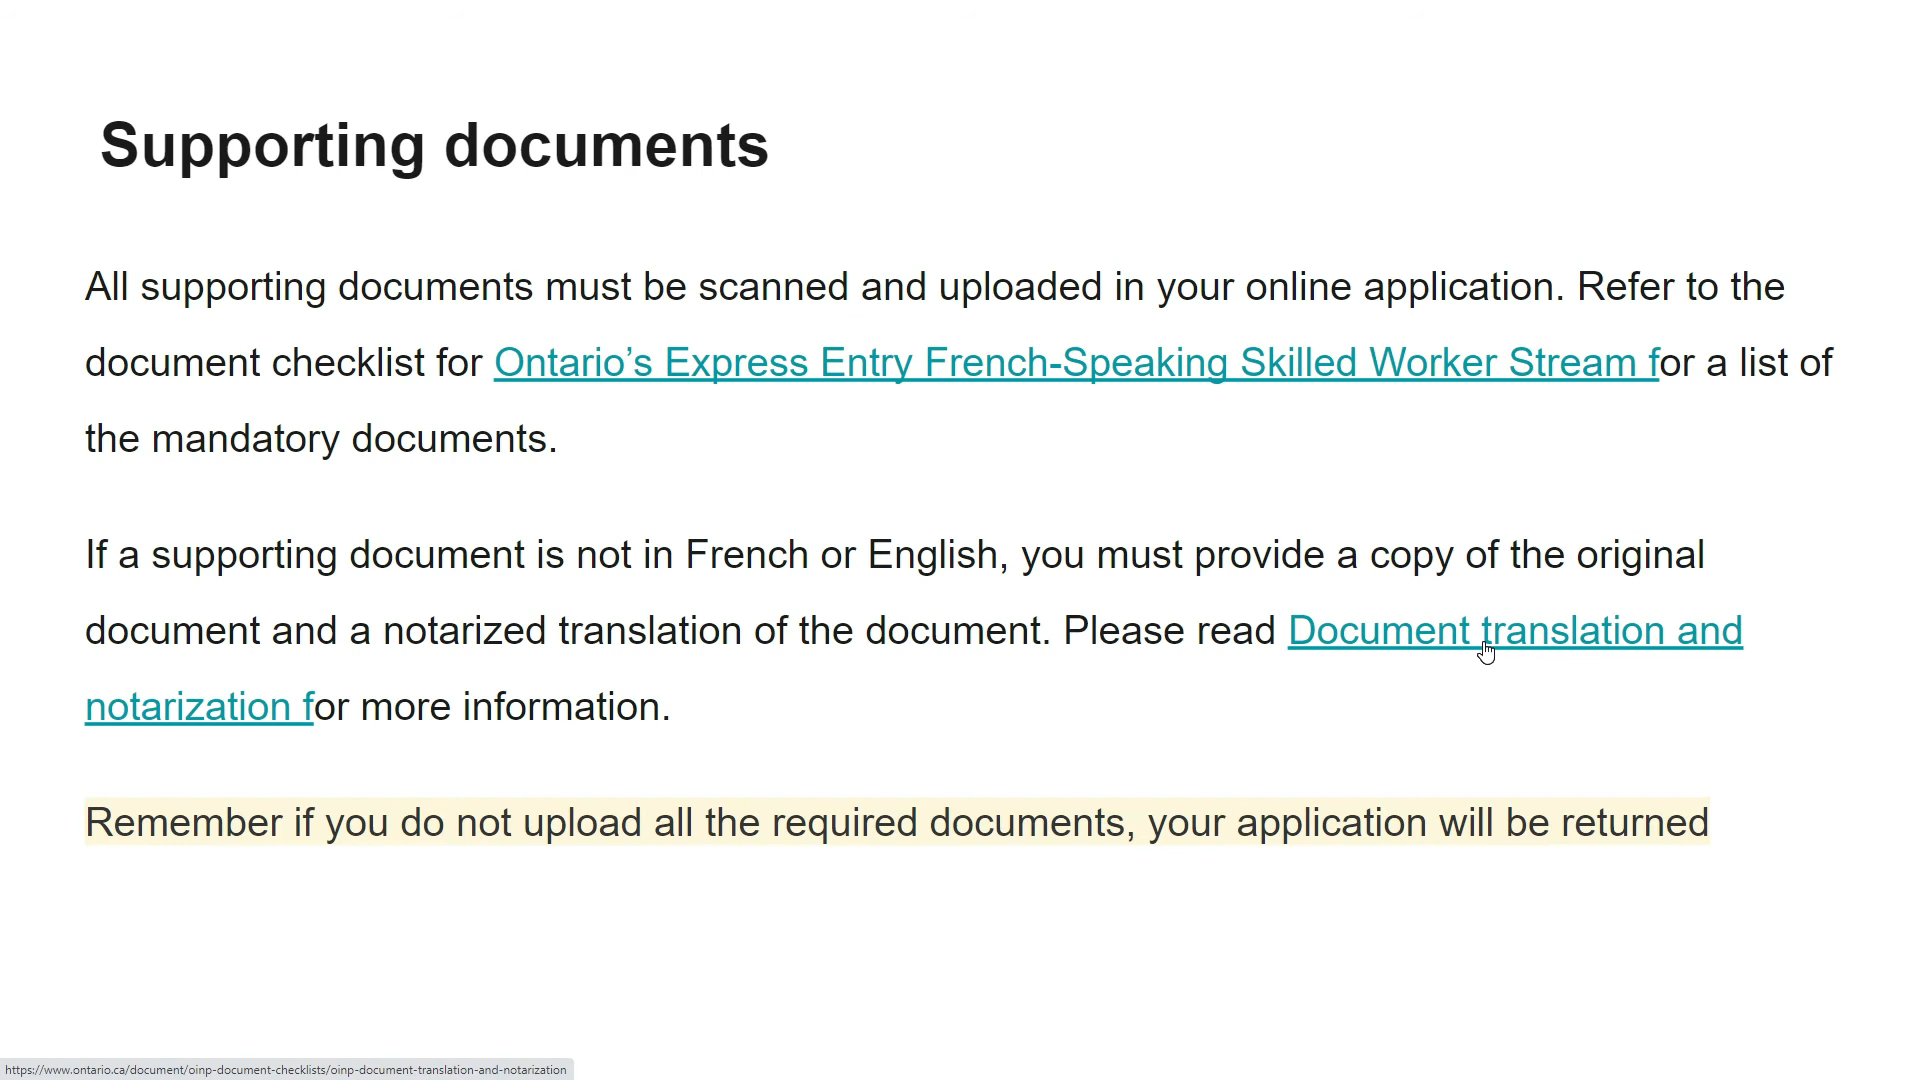 Supporting documents
All supporting documents must be scanned and uploaded in your online application. Refer to the
document checklist for Ontario’s Express Entry French-Speaking Skilled Worker Stream for a list of
the mandatory documents.
If a supporting document is not in French or English, you must provide a copy of the original
document and a notarized translation of the document. Please read Document translation and
notarization for more information.
Remember if you do not upload all the required documents, your application will be returned
https://www.ontario.ca/document/oinp-document-checklists/oinp-document-translation-and-notarization